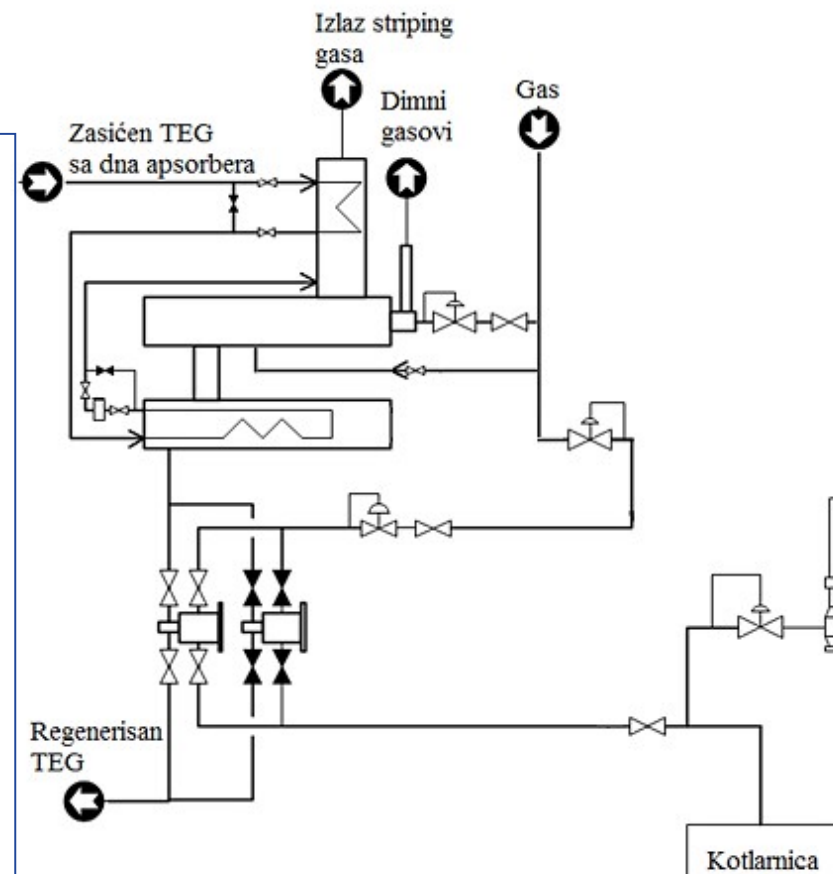 Izlaz striping
gasa
Dimni
gasovi
Gas
Zasićen TEG
sa dna apsorbera
Regenerisan
TEG
Kotlarnica